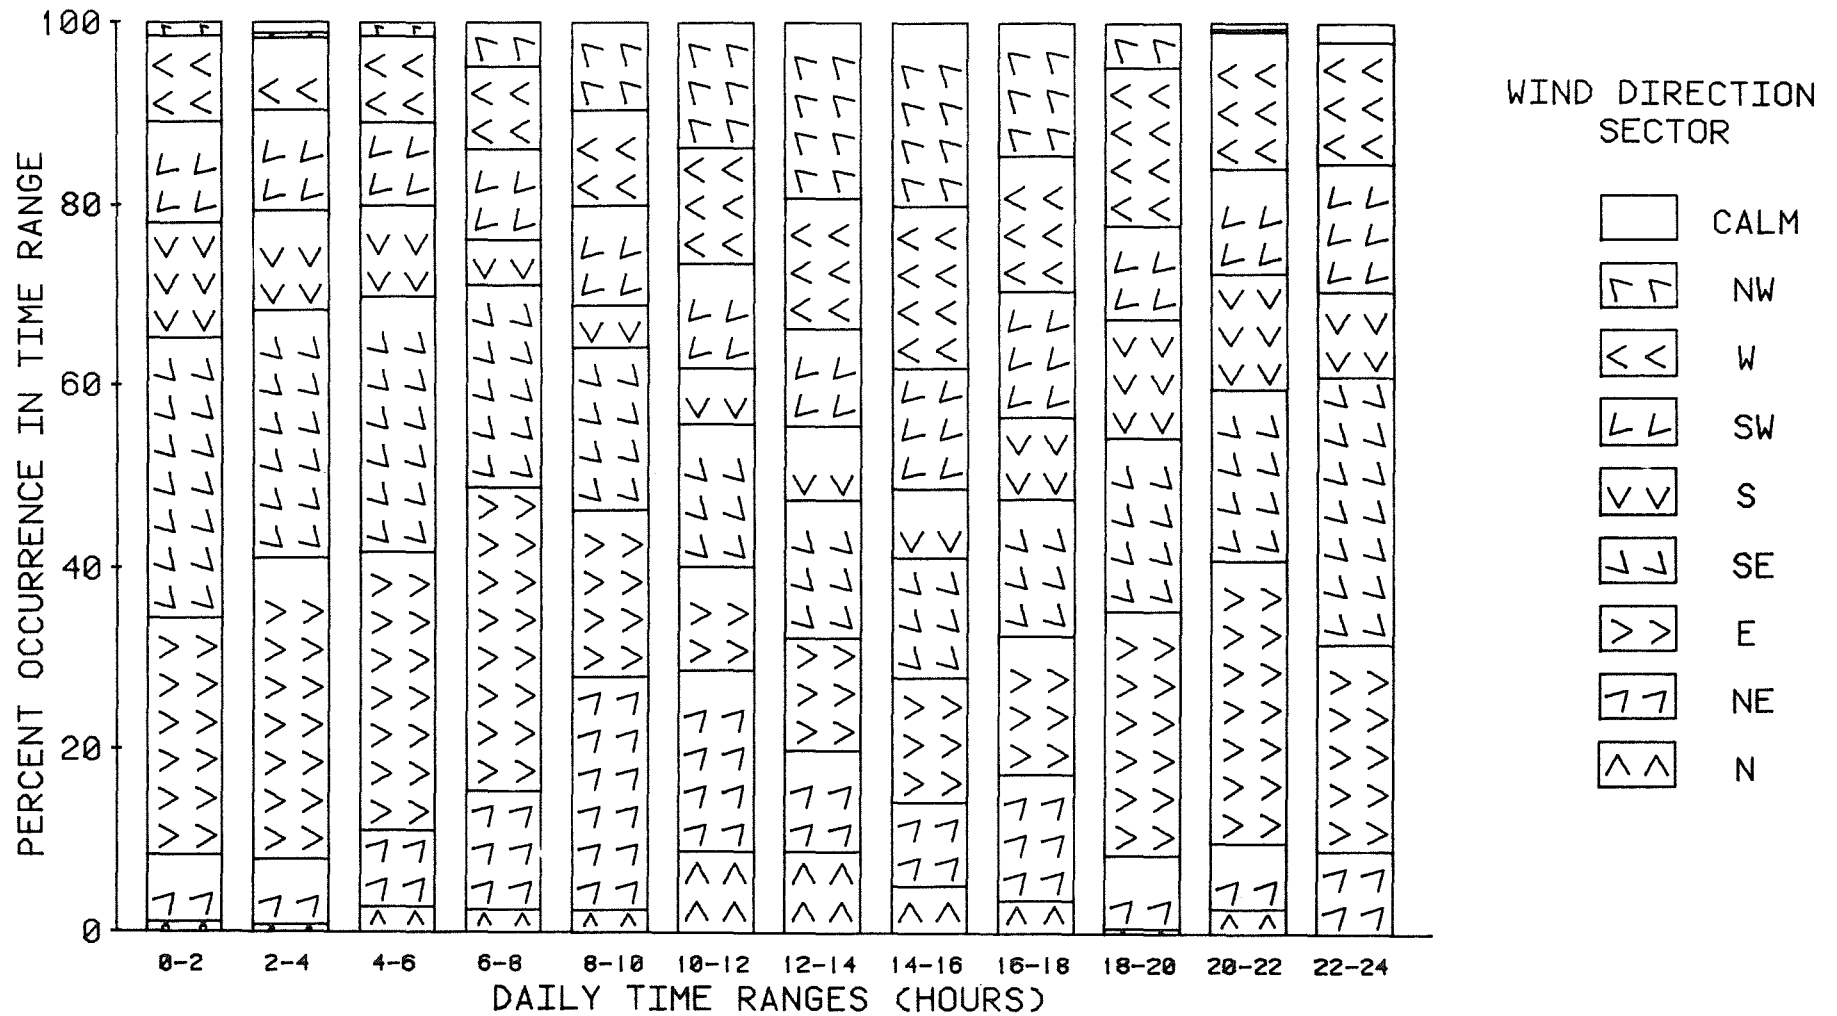 PERCENT OCCURRENCE IN TIME RANGE
100
80
60
40
20
0
0-2 2-4 4-6 6-8 8-10 10-12 12-14 14-16 16-18 18-20 20-22 22-24
DAILY TIME RANGES (HOURS)
WIND DIRECTION
SECTOR
CALM
NW
W
SW
S
SE
E
NE
N